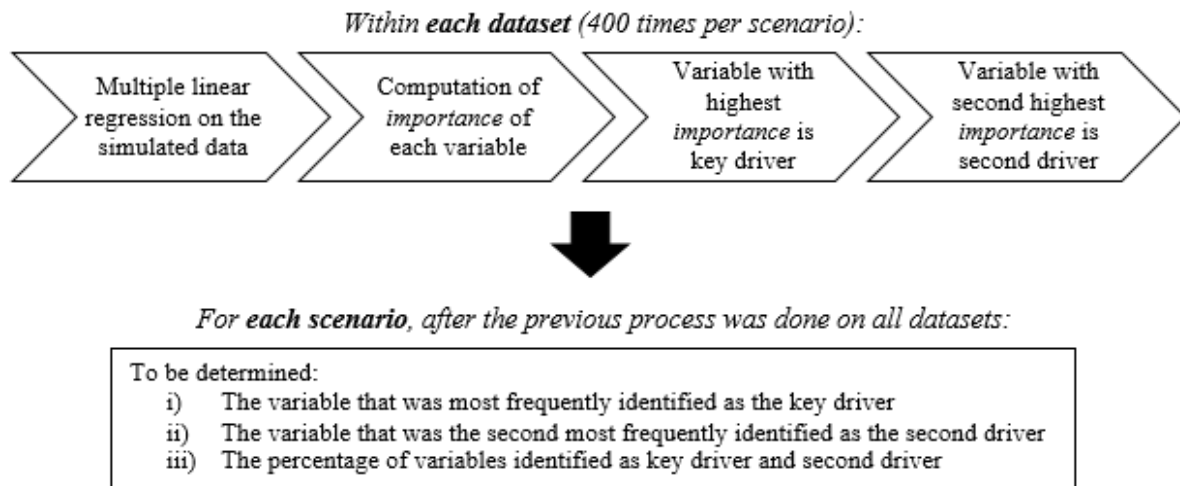 Within each dataset (400 times per scenario):
Multiple linear
regression on the
simulated data
Computation of
importance of
each variable
Variable with
highest
importance is
key driver
Variable with
second highest
importance is
second driver
For each scenario, after the previous process was done on all datasets:
To be determined:
i) The variable that was most frequently identified as the key driver
ii) The variable that was the second most frequently identified as the second driver
iii) The percentage of variables identified as key driver and second driver